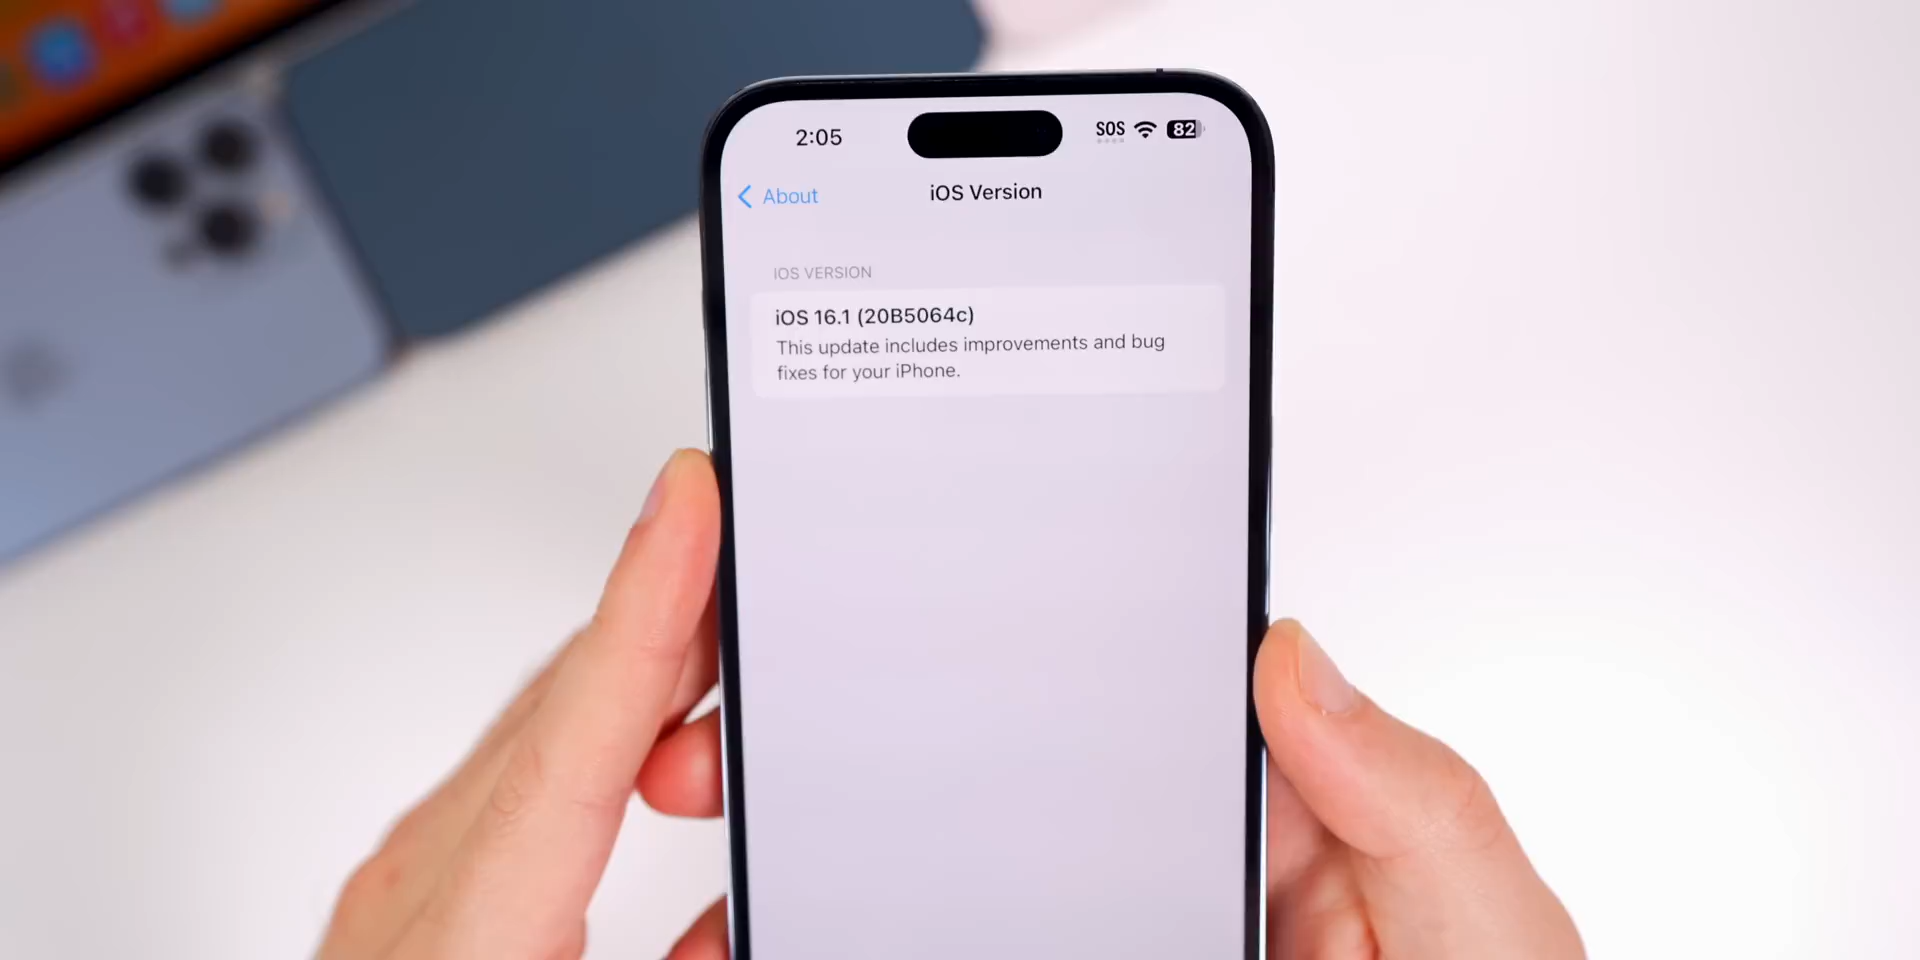 2:05
SOS 82
About
iOS Version
IOS VERSION
iOS 16.1 (20B5064c)
This update includes improvements and bug
fixes for your iPhone.